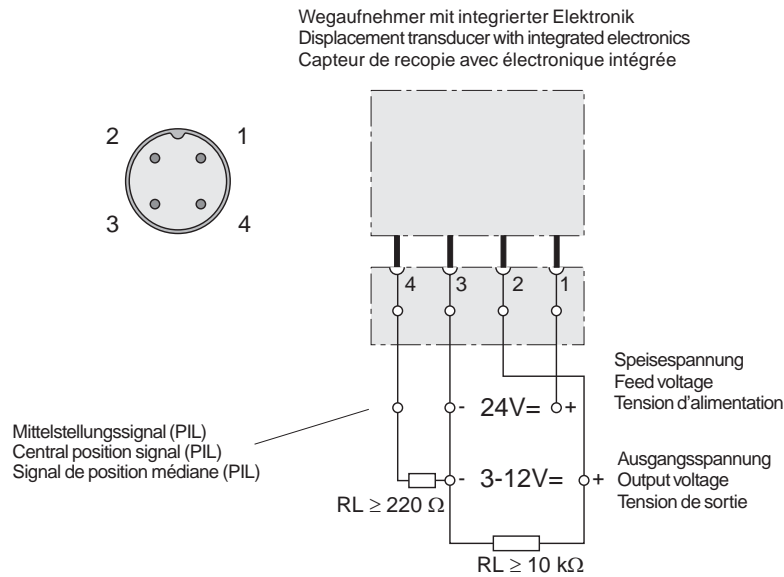 Wegaufnehmer mit integrierter Elektronik
Displacement transducer with integrated electronics
Capteur de recopie avec électronique intégrée
2 1
3 4
4 3 2 1
Speisespannung
Feed voltage
Tension d'alimentation
- 24V= +
Mittelstellungssignal (PIL)
Central position signal (PIL)
Signal de position médiane (PIL)
Ausgangsspannung
Output voltage
Tension de sortie
- 3-12V= +
RL ≥ 220 Ω
RL ≥ 10 kΩ